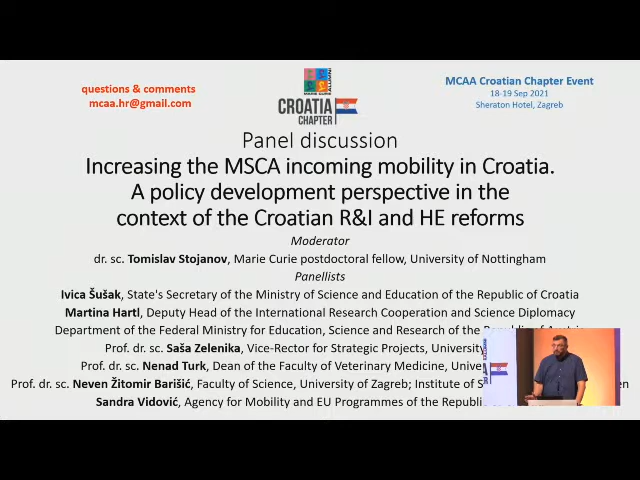 questions & comments
mcaa.hr@gmail.com
MARIE CURIE ALUMNI
CROATIA
CHAPTER
MCAA Croatian Chapter Event
18-19 Sep 2021
Sheraton Hotel, Zagreb
Panel discussion
Increasing the MSCA incoming mobility in Croatia.
A policy development perspective in the
context of the Croatian R&I and HE reforms
Moderator
dr. sc. Tomislav Stojanov, Marie Curie postdoctoral fellow, University of Nottingham
Panellists
Ivica Šušak, State's Secretary of the Ministry of Science and Education of the Republic of Croatia
Martina Hartl, Deputy Head of the International Research Cooperation and Science Diplomacy
Department of the Federal Ministry for Education, Science and Research of the
Prof. dr. sc. Saša Zelenika, Vice-Rector for Strategic Projects, University
Prof. dr. sc. Nenad Turk, Dean of the Faculty of Veterinary Medicine,
Prof. dr. sc. Neven Žitomir Barišić, Faculty of Science, University of Zagreb; Institute of
Sandra Vidović, Agency for Mobility and EU Programmes of the